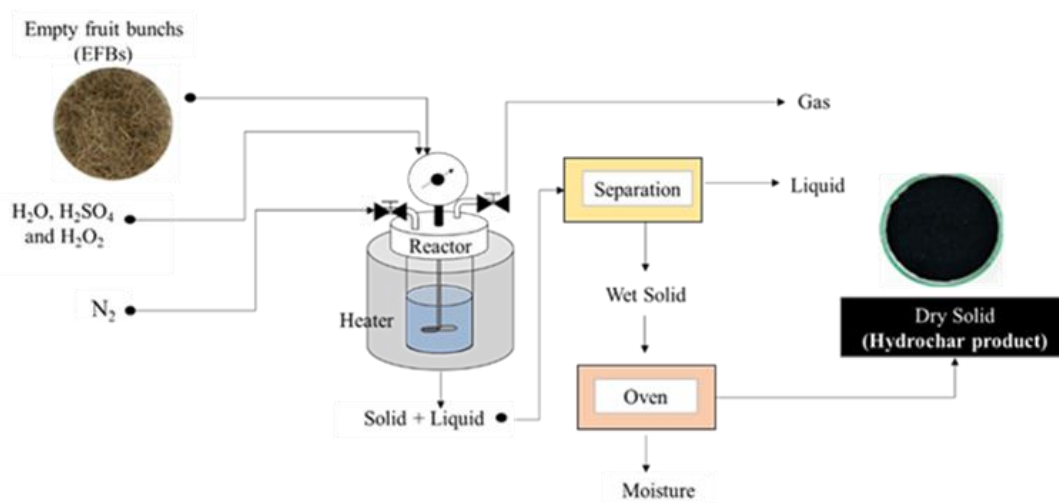 Empty fruit bunchs
(EFBs)
Gas
Separation
Liquid
H₂O, H₂SO₄
and H₂O₂
Reactor
Wet Solid
N₂
Heater
Dry Solid
(Hydrochar product)
Solid + Liquid
Oven
Moisture